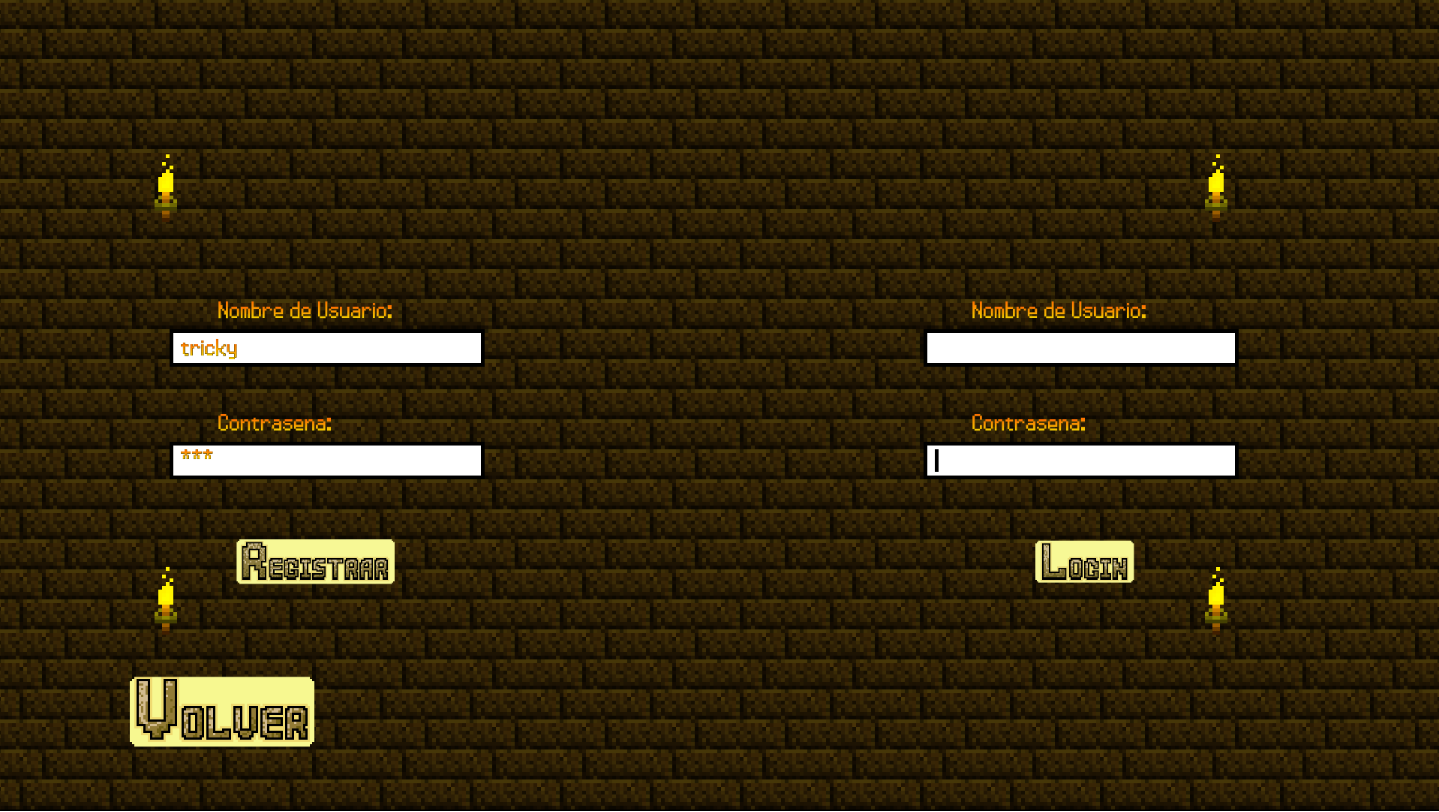 Nombre de Usuario:
tricky
Contrasena:
***
Registrar
Nombre de Usuario:
Contrasena:
Login
Volver